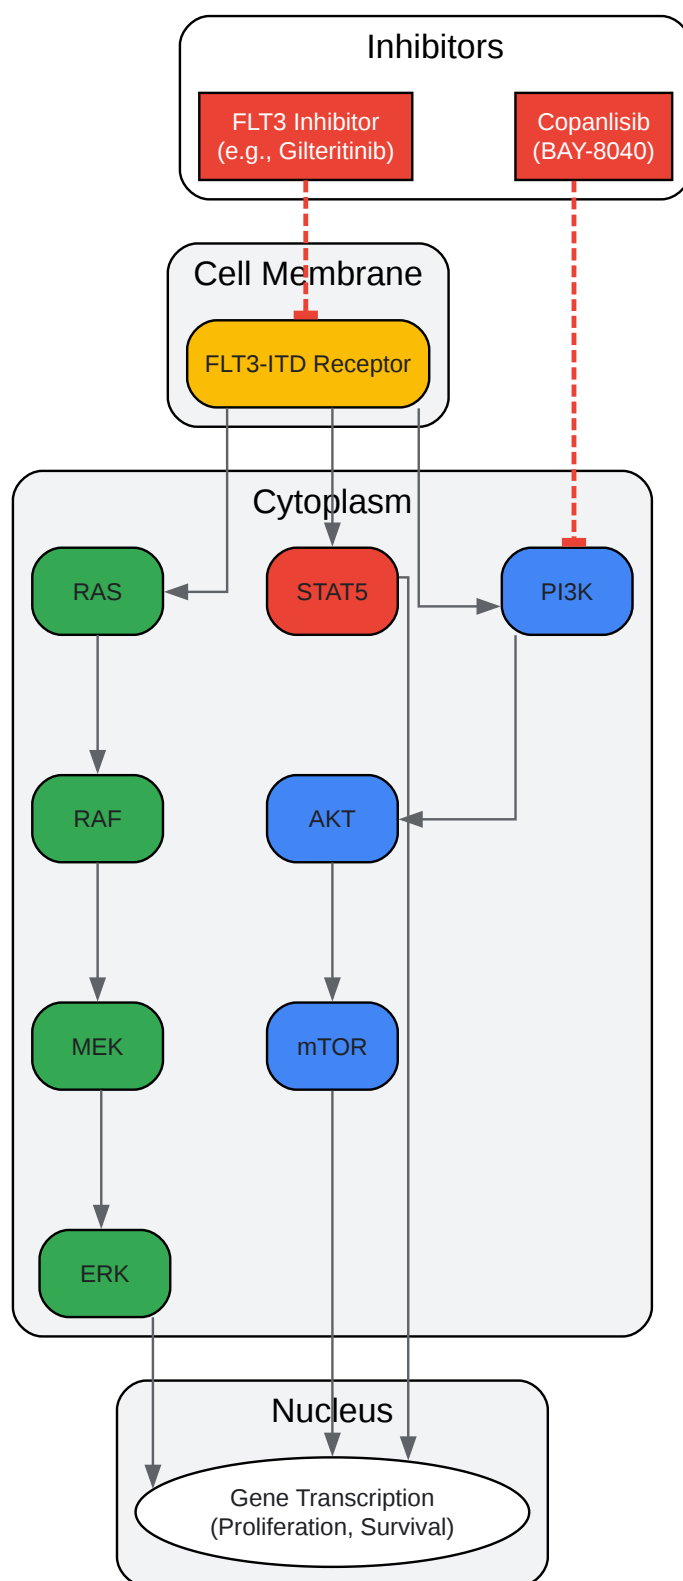 Inhibitors
FLT3 Inhibitor
(e.g., Gilteritinib)
Copanlisib
(BAY-8040)
Cell Membrane
FLT3-ITD Receptor
Cytoplasm
RAS
STAT5
PI3K
RAF
AKT
MEK
mTOR
ERK
Nucleus
Gene Transcription
(Proliferation, Survival)